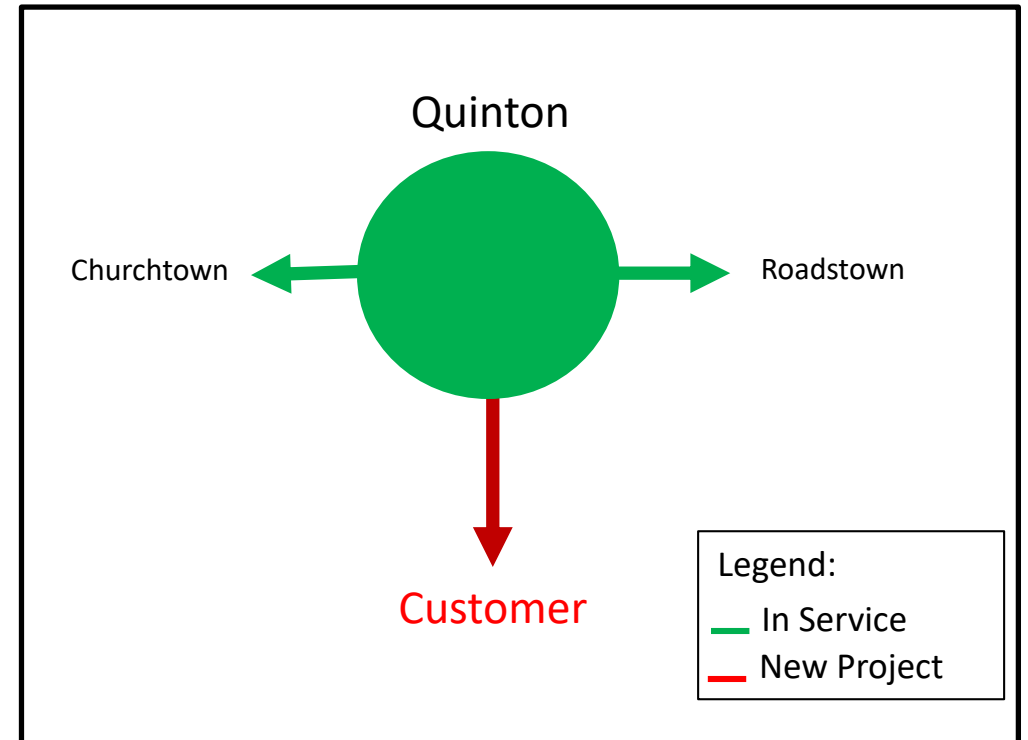 Quinton
Churchtown
Roadstown
Customer
Legend:
In Service
New Project